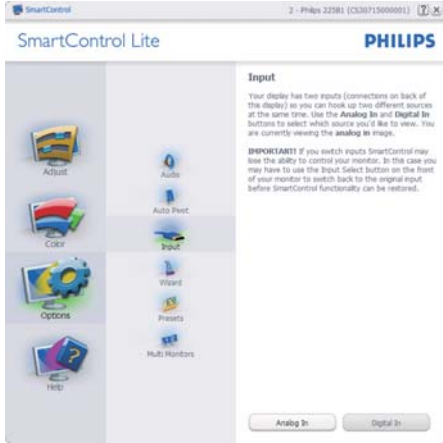 SmartControl
2 - Philips 225B1 (CS30715000001)
SmartControl Lite
PHILIPS
Adjust
Color
Options
Help
Audio
Auto Pivot
Input
Wizard
Presets
Multi Monitors
Input
Your display has two inputs (connections on back of
this display) so you can hook up two different sources
at the same time. Use the Analog In and Digital In
buttons to select which source you'd like to view. You
are currently viewing the analog in image.
IMPORTANT! If you switch inputs SmartControl may
lose the ability to control your monitor. In this case you
may have to use the Input Select button on the front
of your monitor to switch back to the original input
before SmartControl functionality can be restored.
Analog In
Digital In